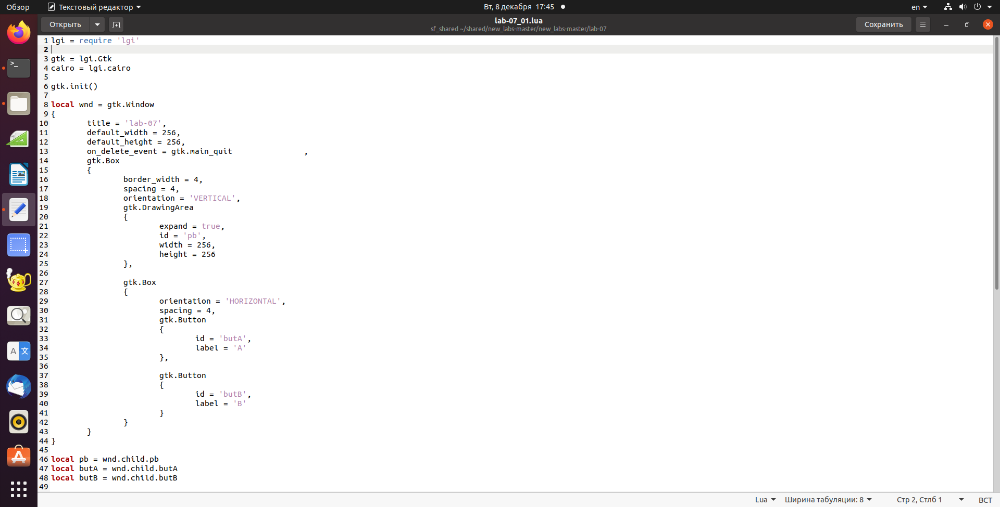 Обзор
Текстовый редактор
Вт, 8 декабря 17:45
en
Открыть
lab-07_01.lua
sf_shared ~/shared/new_labs-master/new_labs-master/lab-07
Сохранить
1 lgi = require 'lgi'
2
3 gtk = lgi.Gtk
4 cairo = lgi.cairo
5
6 gtk.init()
7
8 local wnd = gtk.Window
9 {
10 title = 'lab-07',
11 default_width = 256,
12 default_height = 256,
13 on_delete_event = gtk.main_quit ,
14 gtk.Box
15 {
16 border_width = 4,
17 spacing = 4,
18 orientation = 'VERTICAL',
19 gtk.DrawingArea
20 {
21 expand = true,
22 id = 'pb',
23 width = 256,
24 height = 256
25 },
26
27 gtk.Box
28 {
29 orientation = 'HORIZONTAL',
30 spacing = 4,
31 gtk.Button
32 {
33 id = 'butA',
34 label = 'A'
35 },
36
37 gtk.Button
38 {
39 id = 'butB',
40 label = 'B'
41 }
42 }
43 }
44 }
45
46 local pb = wnd.child.pb
47 local butA = wnd.child.butA
48 local butB = wnd.child.butB
49
Lua
Ширина табуляции: 8
Стр 2, Стлб 1
ВСТ
>_
A 文